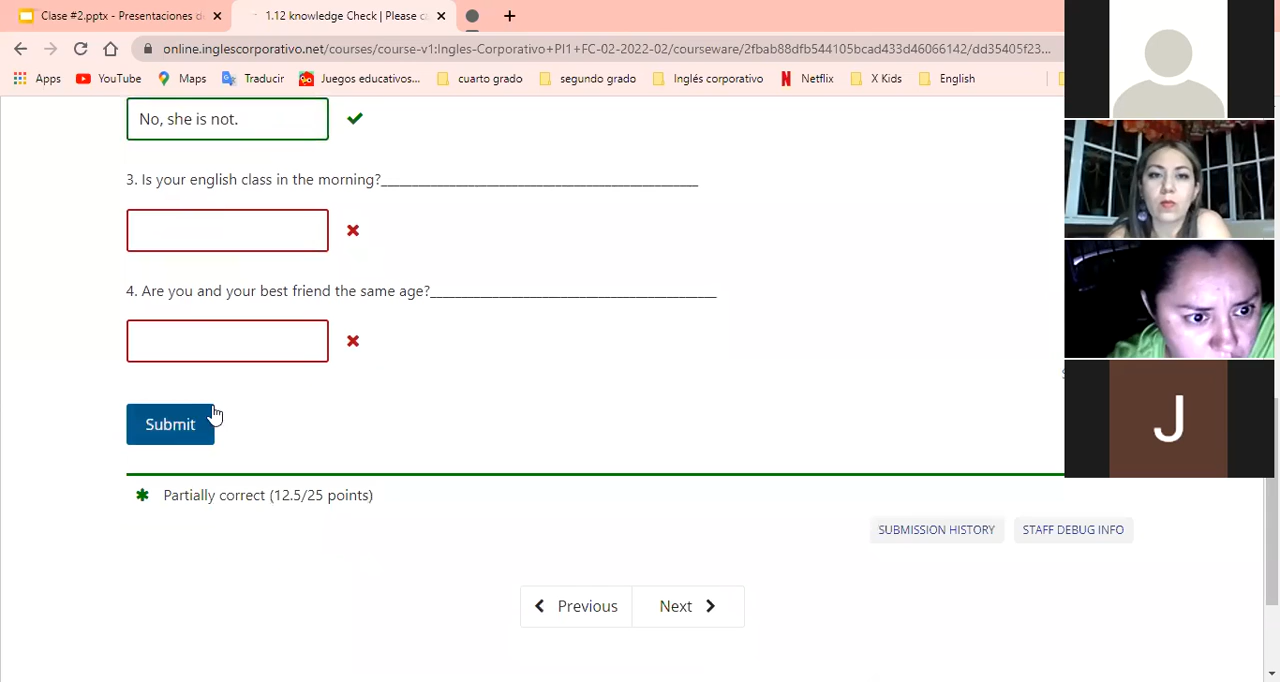 Clase #2.pptx - Presentaciones d
1.12 knowledge Check | Please c
online.inglescorporativo.net/courses/course-v1:Ingles-Corporativo+PI1+FC-02-2022-02/courseware/2fbab88dfb544105bcad433d46066142/dd35405f23...
Apps YouTube Maps Traducir Juegos educativos... cuarto grado segundo grado Inglés corporativo Netflix X Kids English
No, she is not.
3. Is your english class in the morning?________________________________________
4. Are you and your best friend the same age?____________________________________
Submit
Partially correct (12.5/25 points)
SUBMISSION HISTORY STAFF DEBUG INFO
Previous Next
J